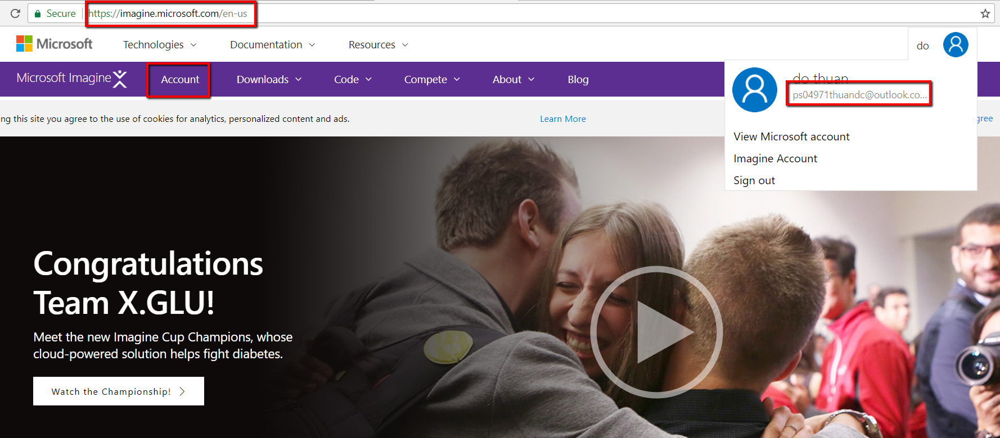 Secure https://imagine.microsoft.com/en-us
Microsoft Technologies Documentation Resources do
Microsoft Imagine Account Downloads Code Compete About Blog
do thuan
ps04971thuandc@outlook.co...
ng this site you agree to the use of cookies for analytics, personalized content and ads. Learn More gree
View Microsoft account
Imagine Account
Sign out
Congratulations
Team X.GLU!
Meet the new Imagine Cup Champions, whose
cloud-powered solution helps fight diabetes.
Watch the Championship!